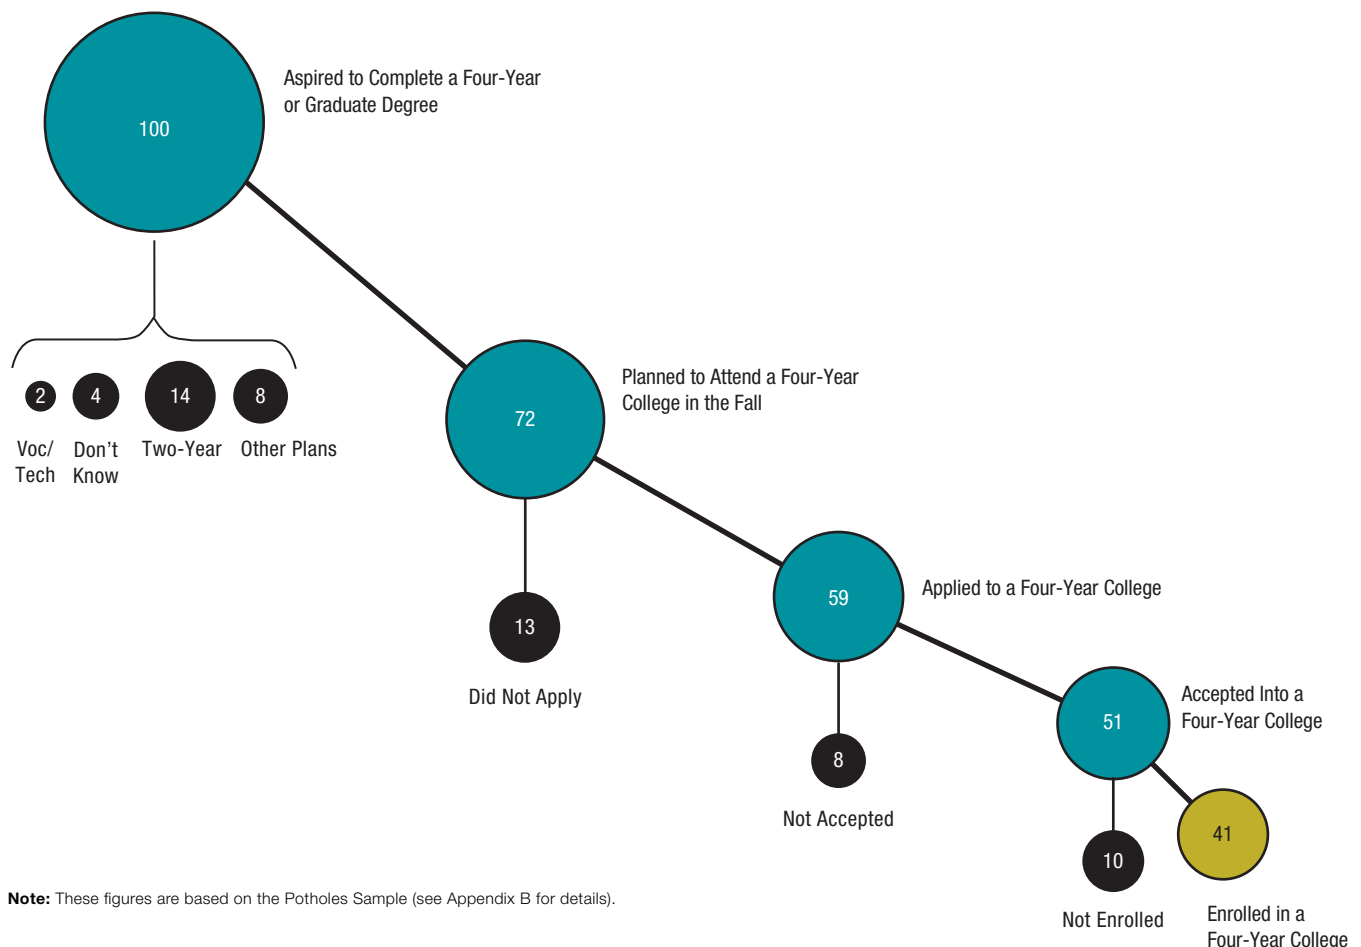 Aspired to Complete a Four-Year
or Graduate Degree
100
2
4
14
8
Voc/
Tech
Don't
Know
Two-Year
Other Plans
Planned to Attend a Four-Year
College in the Fall
72
13
Did Not Apply
59
Applied to a Four-Year College
8
Not Accepted
Accepted Into a
Four-Year College
51
10
Not Enrolled
41
Enrolled in a
Four-Year College
Note: These figures are based on the Potholes Sample (see Appendix B for details).